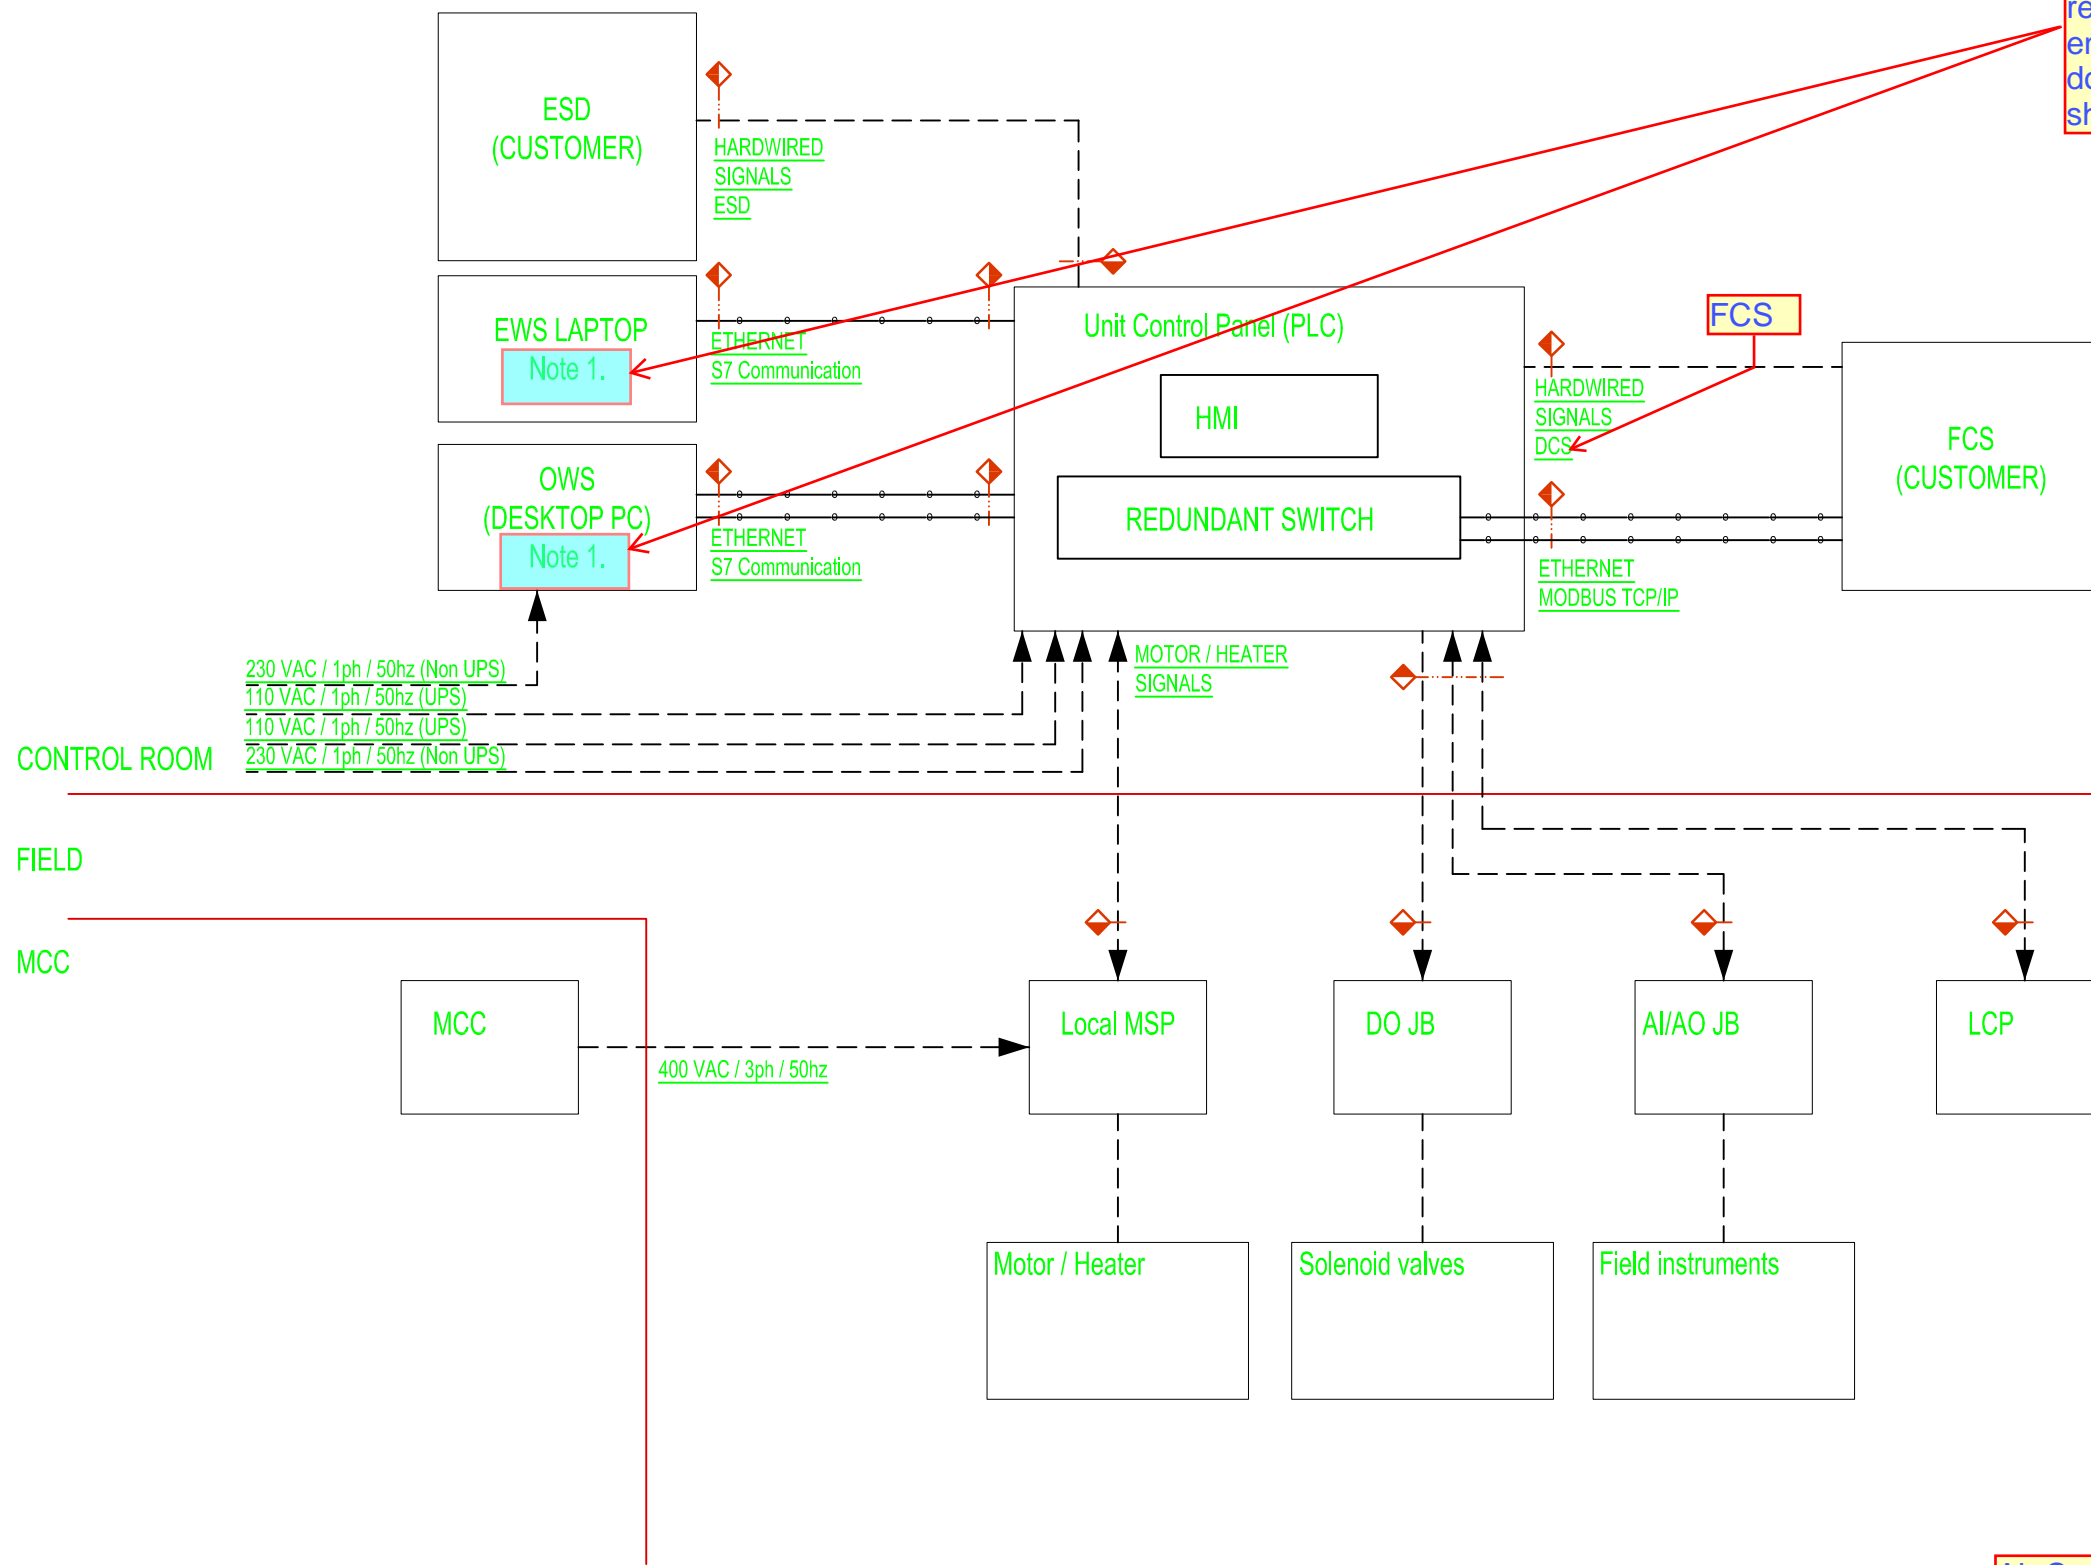 ESD
(CUSTOMER)
HARDWIRED
SIGNALS
ESD
EWS LAPTOP
Note 1.
ETHERNET
S7 Communication
OWS
(DESKTOP PC)
Note 1.
ETHERNET
S7 Communication
Unit Control Panel (PLC)
HMI
REDUNDANT SWITCH
FCS
HARDWIRED
SIGNALS
DCS
FCS
(CUSTOMER)
ETHERNET
MODBUS TCP/IP
230 VAC / 1ph / 50hz (Non UPS)
110 VAC / 1ph / 50hz (UPS)
110 VAC / 1ph / 50hz (UPS)
230 VAC / 1ph / 50hz (Non UPS)
MOTOR / HEATER
SIGNALS
CONTROL ROOM
FIELD
MCC
MCC
400 VAC / 3ph / 50hz
Local MSP
DO JB
AI/AO JB
LCP
Motor / Heater
Solenoid valves
Field instruments